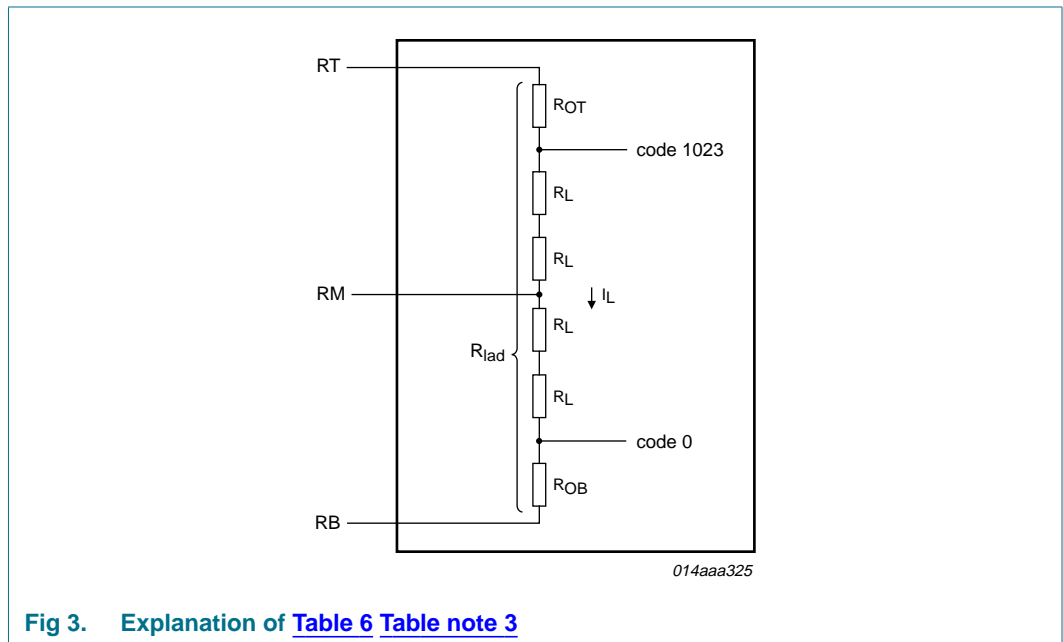 RT
ROT
code 1023
RL
RL
RM
IL
RL
Rlad
RL
code 0
ROB
RB
014aaa325
Fig 3. Explanation of Table 6 Table note 3